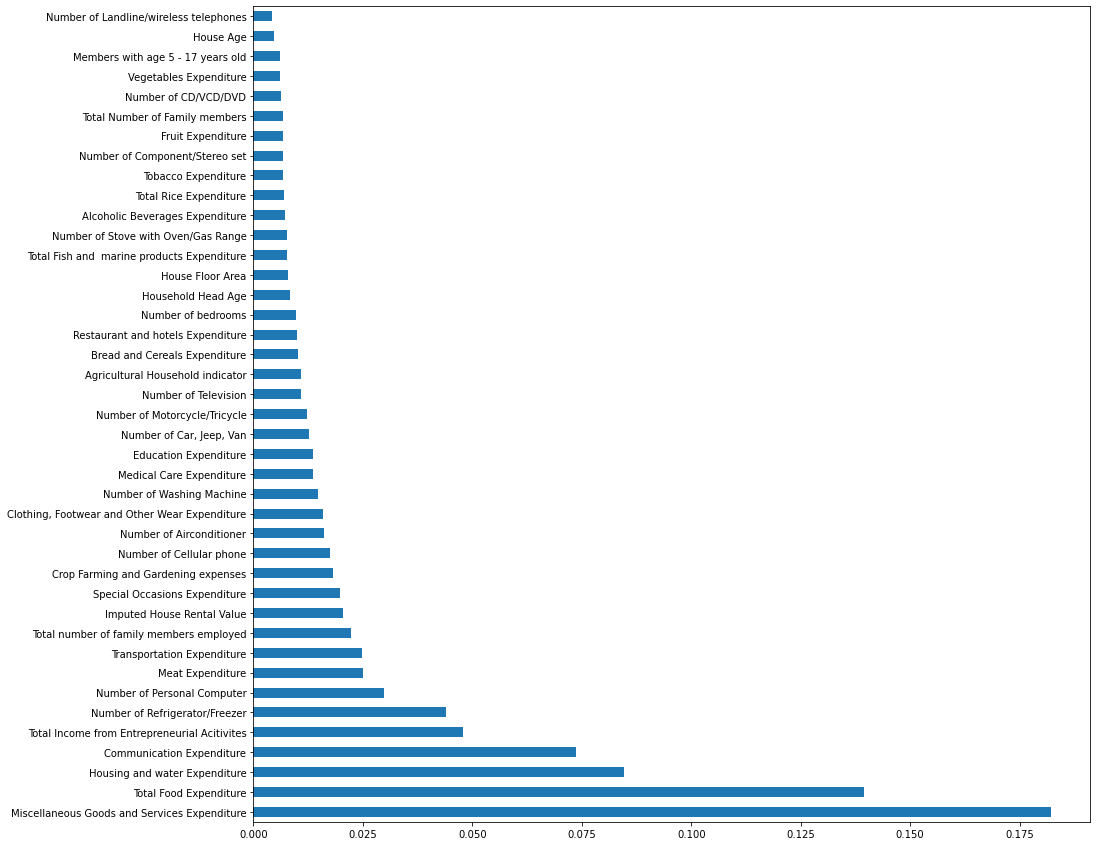 Number of Landline/wireless telephones
House Age
Members with age 5 - 17 years old
Vegetables Expenditure
Number of CD/VCD/DVD
Total Number of Family members
Fruit Expenditure
Number of Component/Stereo set
Tobacco Expenditure
Total Rice Expenditure
Alcoholic Beverages Expenditure
Number of Stove with Oven/Gas Range
Total Fish and  marine products Expenditure
House Floor Area
Household Head Age
Number of bedrooms
Restaurant and hotels Expenditure
Bread and Cereals Expenditure
Agricultural Household indicator
Number of Television
Number of Motorcycle/Tricycle
Number of Car, Jeep, Van
Education Expenditure
Medical Care Expenditure
Number of Washing Machine
Clothing, Footwear and Other Wear Expenditure
Number of Airconditioner
Number of Cellular phone
Crop Farming and Gardening expenses
Special Occasions Expenditure
Imputed House Rental Value
Total number of family members employed
Transportation Expenditure
Meat Expenditure
Number of Personal Computer
Number of Refrigerator/Freezer
Total Income from Entrepreneurial Acitivites
Communication Expenditure
Housing and water Expenditure
Total Food Expenditure
Miscellaneous Goods and Services Expenditure
0.000 0.025 0.050 0.075 0.100 0.125 0.150 0.175